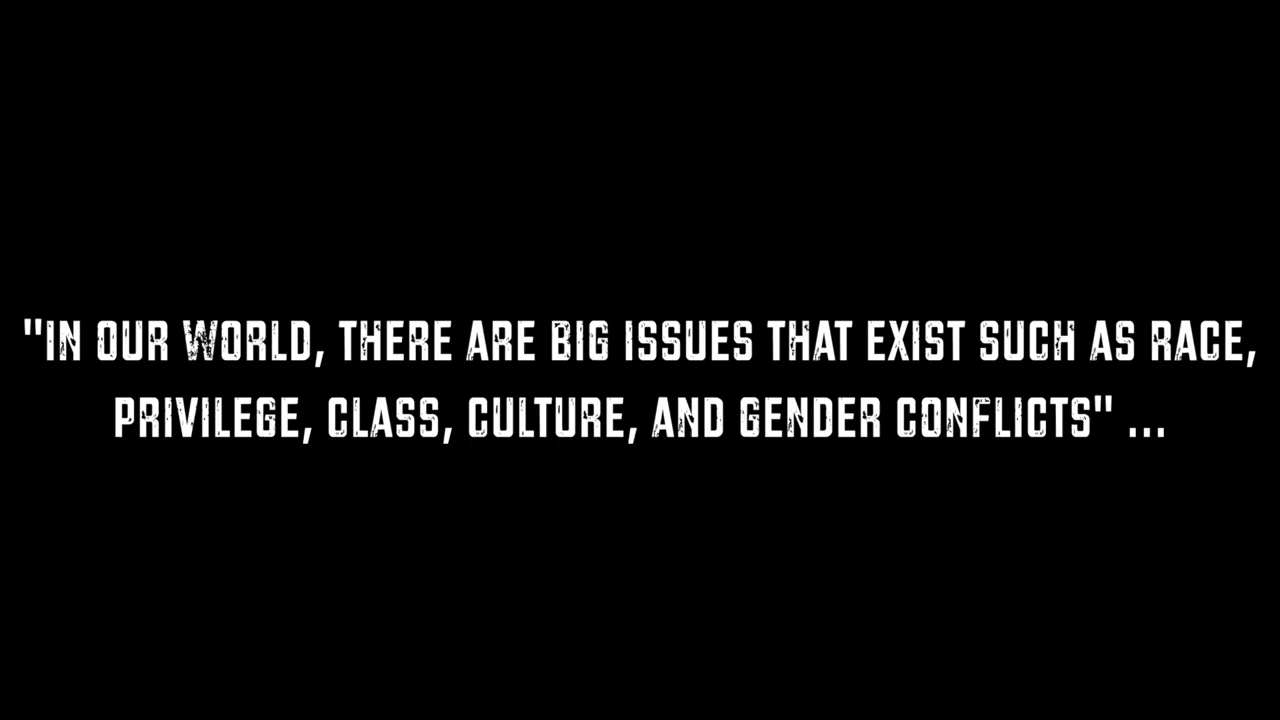 "IN OUR WORLD, THERE ARE BIG ISSUES THAT EXIST SUCH AS RACE,
PRIVILEGE, CLASS, CULTURE, AND GENDER CONFLICTS" ...